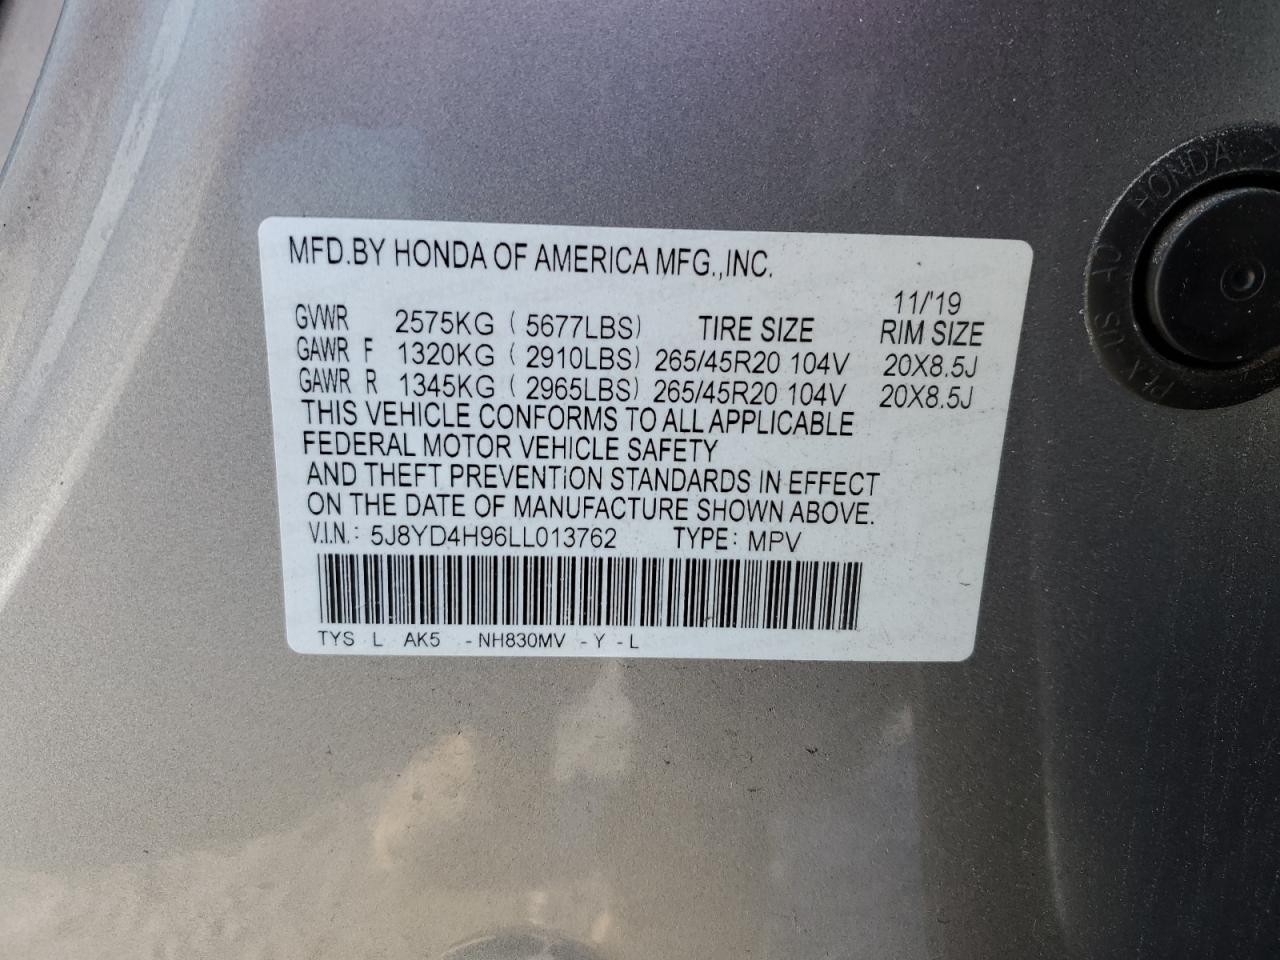 MFD.BY HONDA OF AMERICA MFG.,INC.
11/'19
GVWR 2575KG ( 5677LBS) TIRE SIZE RIM SIZE
GAWR F 1320KG ( 2910LBS) 265/45R20 104V 20X8.5J
GAWR R 1345KG ( 2965LBS) 265/45R20 104V 20X8.5J
THIS VEHICLE CONFORMS TO ALL APPLICABLE
FEDERAL MOTOR VEHICLE SAFETY
AND THEFT PREVENTION STANDARDS IN EFFECT
ON THE DATE OF MANUFACTURE SHOWN ABOVE.
V.I.N.: 5J8YD4H96LL013762 TYPE: MPV
TYS L AK5 -NH830MV -Y -L
HONDA